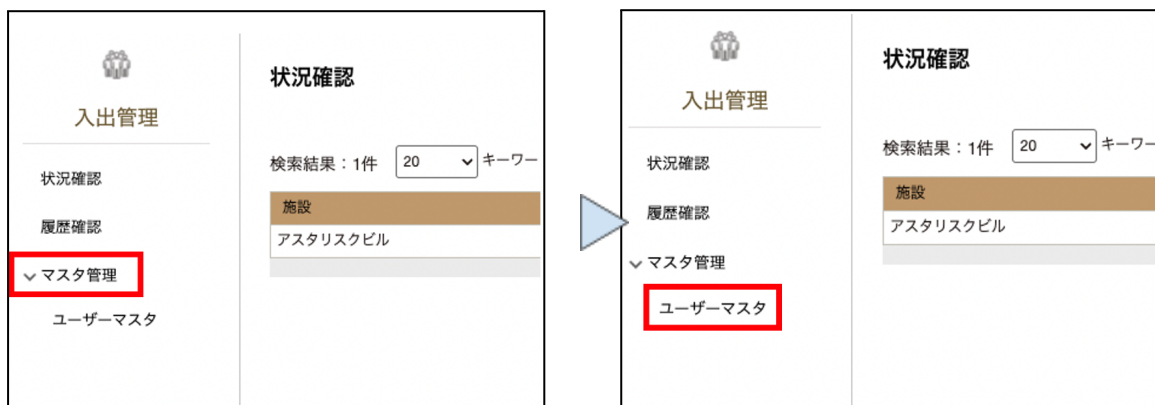 入出管理
状況確認
履歴確認
マスタ管理
ユーザーマスタ
状況確認
検索結果：1件 20 キーワー
施設
アスタリスクビル
入出管理
状況確認
履歴確認
マスタ管理
ユーザーマスタ
状況確認
検索結果：1件 20 キーワー
施設
アスタリスクビル